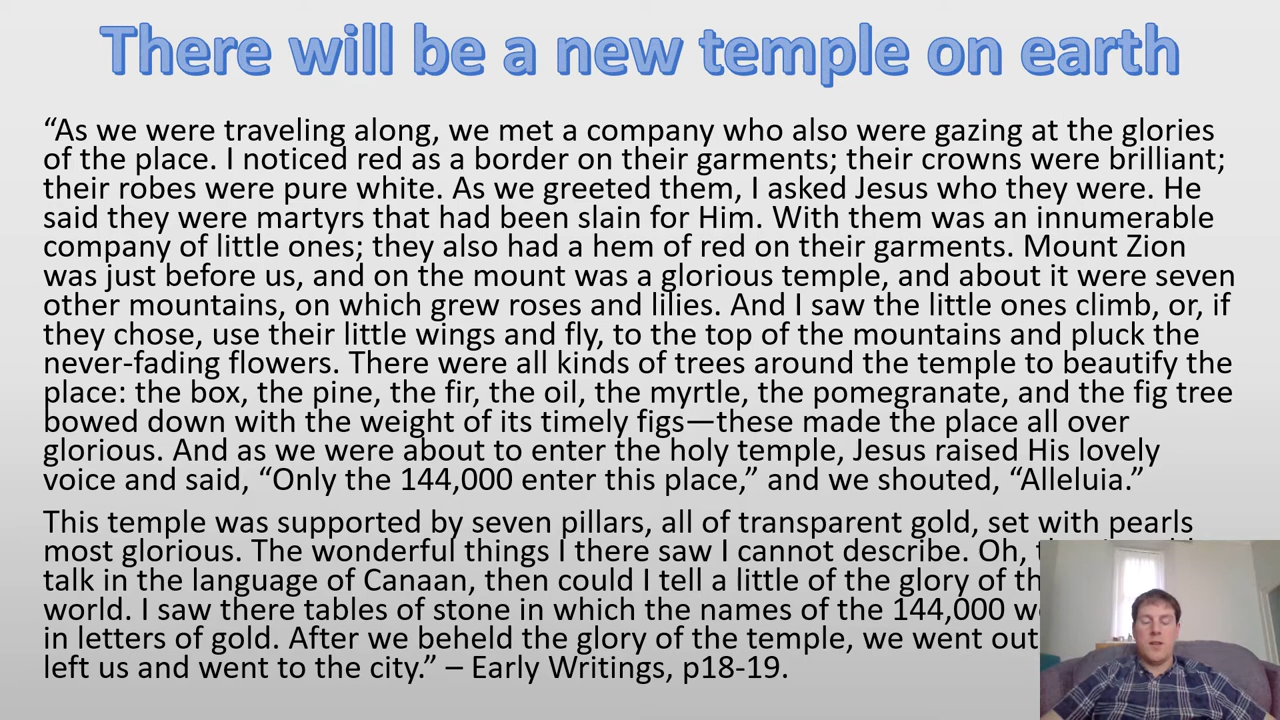 There will be a new temple on earth
“As we were traveling along, we met a company who also were gazing at the glories
of the place. I noticed red as a border on their garments; their crowns were brilliant;
their robes were pure white. As we greeted them, I asked Jesus who they were. He
said they were martyrs that had been slain for Him. With them was an innumerable
company of little ones; they also had a hem of red on their garments. Mount Zion
was just before us, and on the mount was a glorious temple, and about it were seven
other mountains, on which grew roses and lilies. And I saw the little ones climb, or, if
they chose, use their little wings and fly, to the top of the mountains and pluck the
never-fading flowers. There were all kinds of trees around the temple to beautify the
place: the box, the pine, the fir, the oil, the myrtle, the pomegranate, and the fig tree
bowed down with the weight of its timely figs—these made the place all over
glorious. And as we were about to enter the holy temple, Jesus raised His lovely
voice and said, “Only the 144,000 enter this place,” and we shouted, “Alleluia.”
This temple was supported by seven pillars, all of transparent gold, set with pearls
most glorious. The wonderful things I there saw I cannot describe. Oh,
talk in the language of Canaan, then could I tell a little of the glory of
world. I saw there tables of stone in which the names of the 144,000
in letters of gold. After we beheld the glory of the temple, we went out
left us and went to the city.” – Early Writings, p18-19.